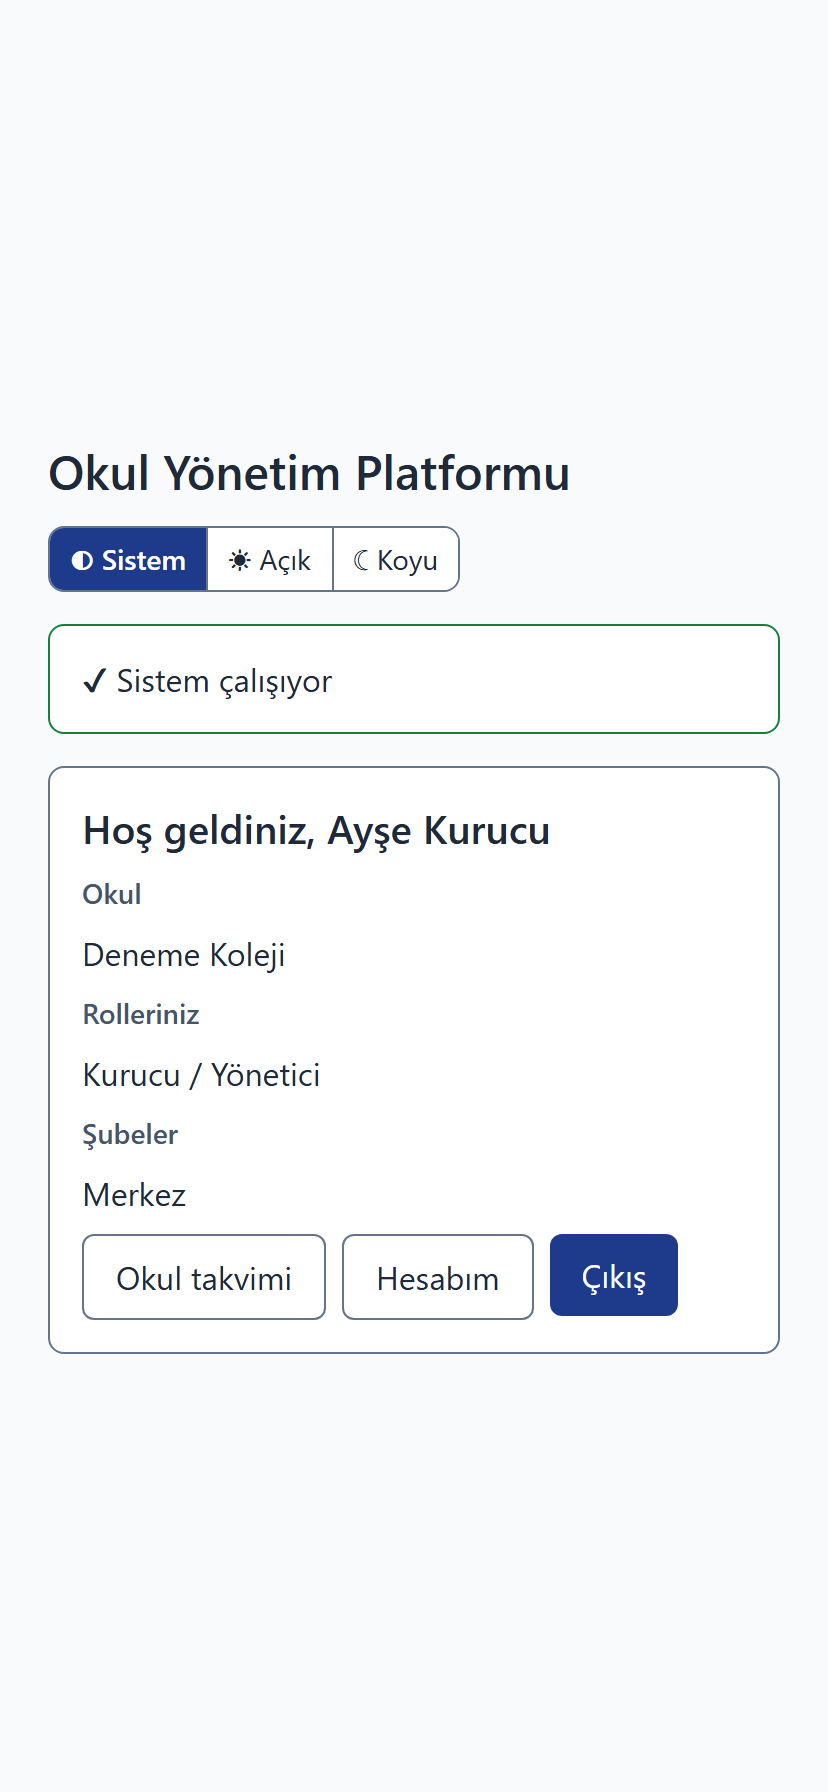 Okul Yönetim Platformu
◐ Sistem ☀ Açık ☾ Koyu
✓ Sistem çalışıyor
Hoş geldiniz, Ayşe Kurucu
Okul
Deneme Koleji
Rolleriniz
Kurucu / Yönetici
Şubeler
Merkez
Okul takvimi Hesabım Çıkış